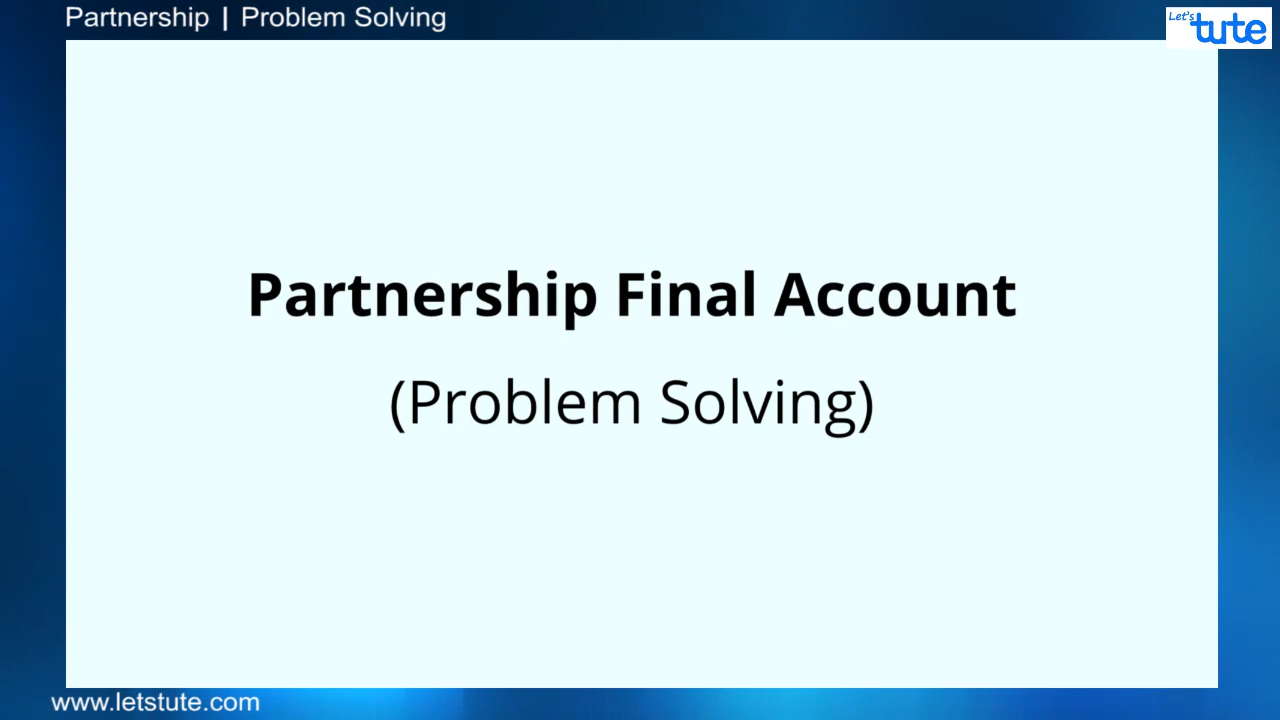 Partnership | Problem Solving
Let's
tute
Partnership Final Account
(Problem Solving)
www.letstute.com